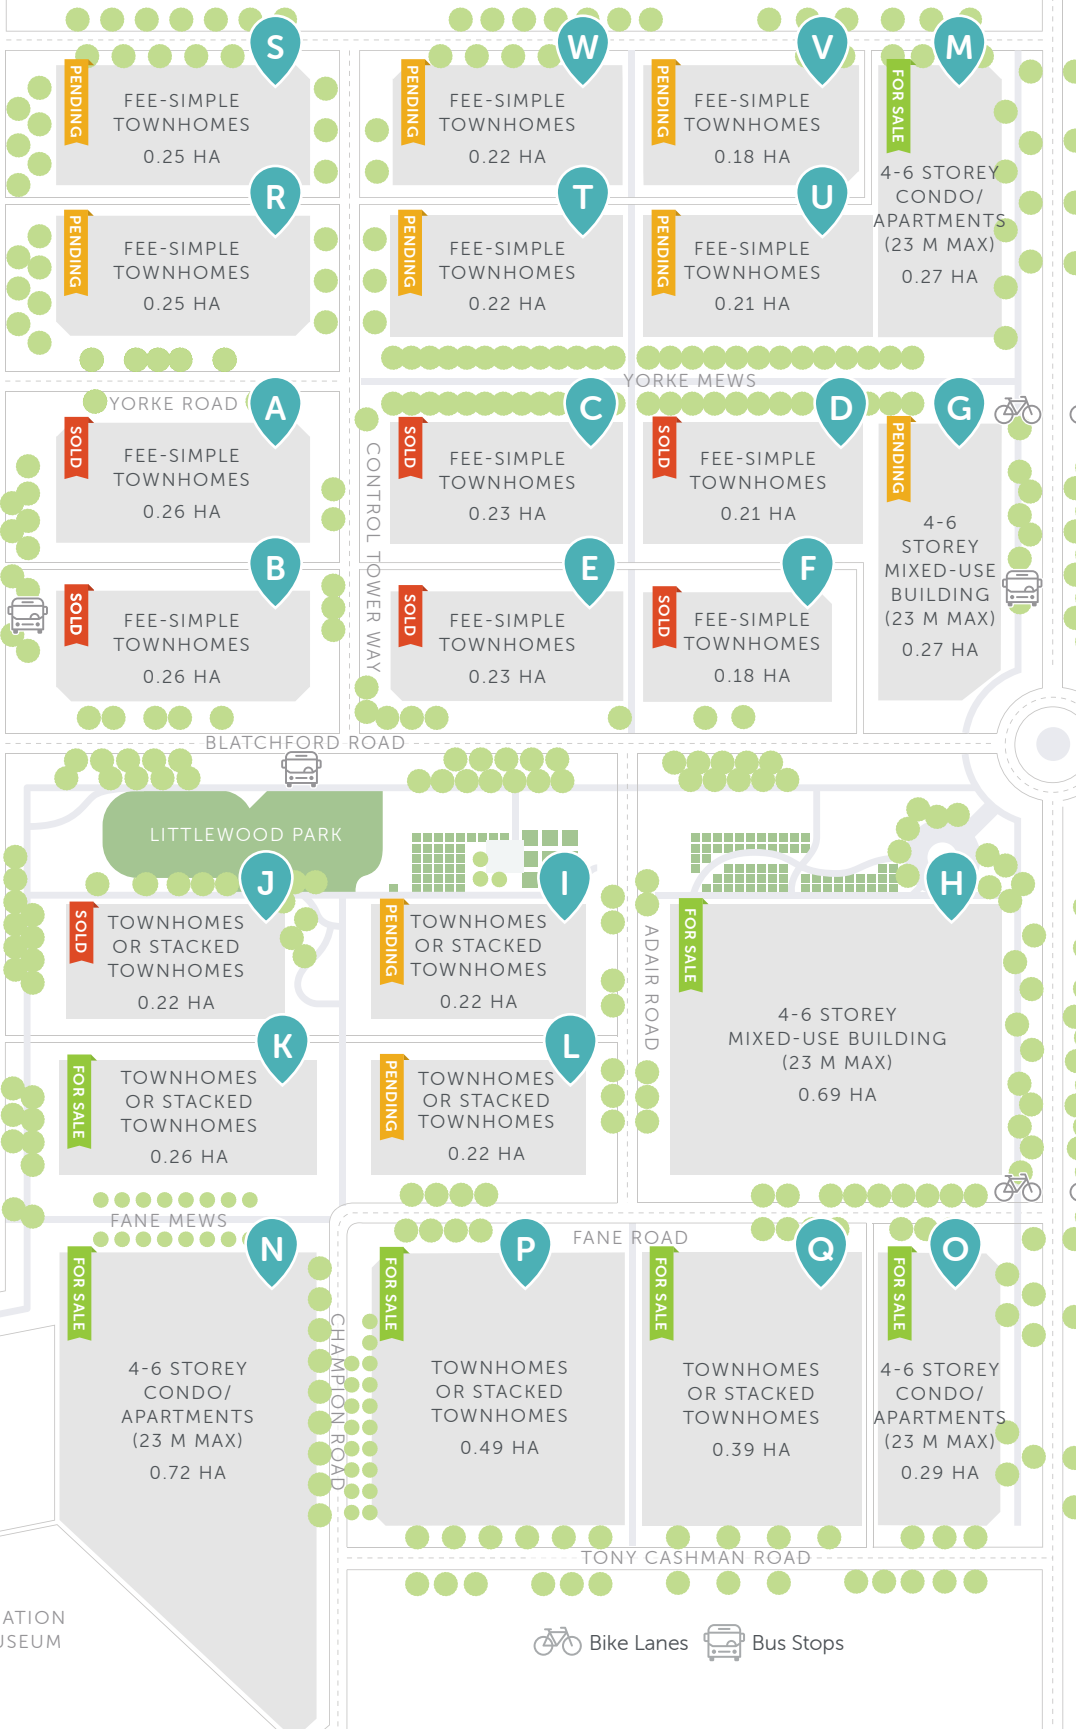 S
PENDING
FEE-SIMPLE
TOWNHOMES
0.25 HA
W
PENDING
FEE-SIMPLE
TOWNHOMES
0.22 HA
V
PENDING
FEE-SIMPLE
TOWNHOMES
0.18 HA
M
FOR SALE
4-6 STOREY
CONDO/
APARTMENTS
(23 M MAX)
0.27 HA
R
PENDING
FEE-SIMPLE
TOWNHOMES
0.25 HA
T
PENDING
FEE-SIMPLE
TOWNHOMES
0.22 HA
U
PENDING
FEE-SIMPLE
TOWNHOMES
0.21 HA
YORKE MEWS
YORKE ROAD
A
SOLD
FEE-SIMPLE
TOWNHOMES
0.26 HA
CONTROL TOWER WAY
C
SOLD
FEE-SIMPLE
TOWNHOMES
0.23 HA
D
SOLD
FEE-SIMPLE
TOWNHOMES
0.21 HA
G
PENDING
4-6
STOREY
MIXED-USE
BUILDING
(23 M MAX)
0.27 HA
B
SOLD
FEE-SIMPLE
TOWNHOMES
0.26 HA
E
SOLD
FEE-SIMPLE
TOWNHOMES
0.23 HA
F
SOLD
FEE-SIMPLE
TOWNHOMES
0.18 HA
BLATCHFORD ROAD
LITTLEWOOD PARK
J
SOLD
TOWNHOMES
OR STACKED
TOWNHOMES
0.22 HA
I
PENDING
TOWNHOMES
OR STACKED
TOWNHOMES
0.22 HA
ADAIR ROAD
H
FOR SALE
4-6 STOREY
MIXED-USE BUILDING
(23 M MAX)
0.69 HA
K
FOR SALE
TOWNHOMES
OR STACKED
TOWNHOMES
0.26 HA
L
PENDING
TOWNHOMES
OR STACKED
TOWNHOMES
0.22 HA
FANE MEWS
FANE ROAD
N
FOR SALE
4-6 STOREY
CONDO/
APARTMENTS
(23 M MAX)
0.72 HA
CHAMPION ROAD
P
FOR SALE
TOWNHOMES
OR STACKED
TOWNHOMES
0.49 HA
Q
FOR SALE
TOWNHOMES
OR STACKED
TOWNHOMES
0.39 HA
O
FOR SALE
4-6 STOREY
CONDO/
APARTMENTS
(23 M MAX)
0.29 HA
TONY CASHMAN ROAD
ATION
USEUM
Bike Lanes
Bus Stops